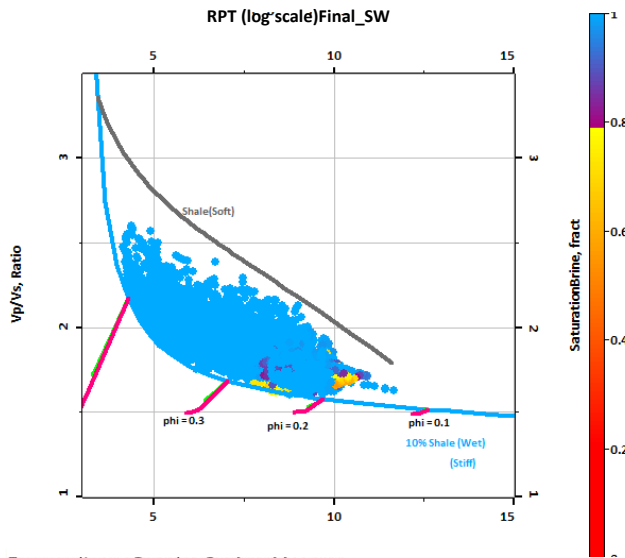 RPT (log scale)Final_SW
5 10 15
1
3 3
0.8
Shale(Soft)
Vp/Vs, Ratio
SaturationBrine, fract
0.6
2 2
0.4
phi = 0.3 phi = 0.2 phi = 0.1
10% Shale (Wet)
(Stiff)
0.2
1 1
5 10 15
0